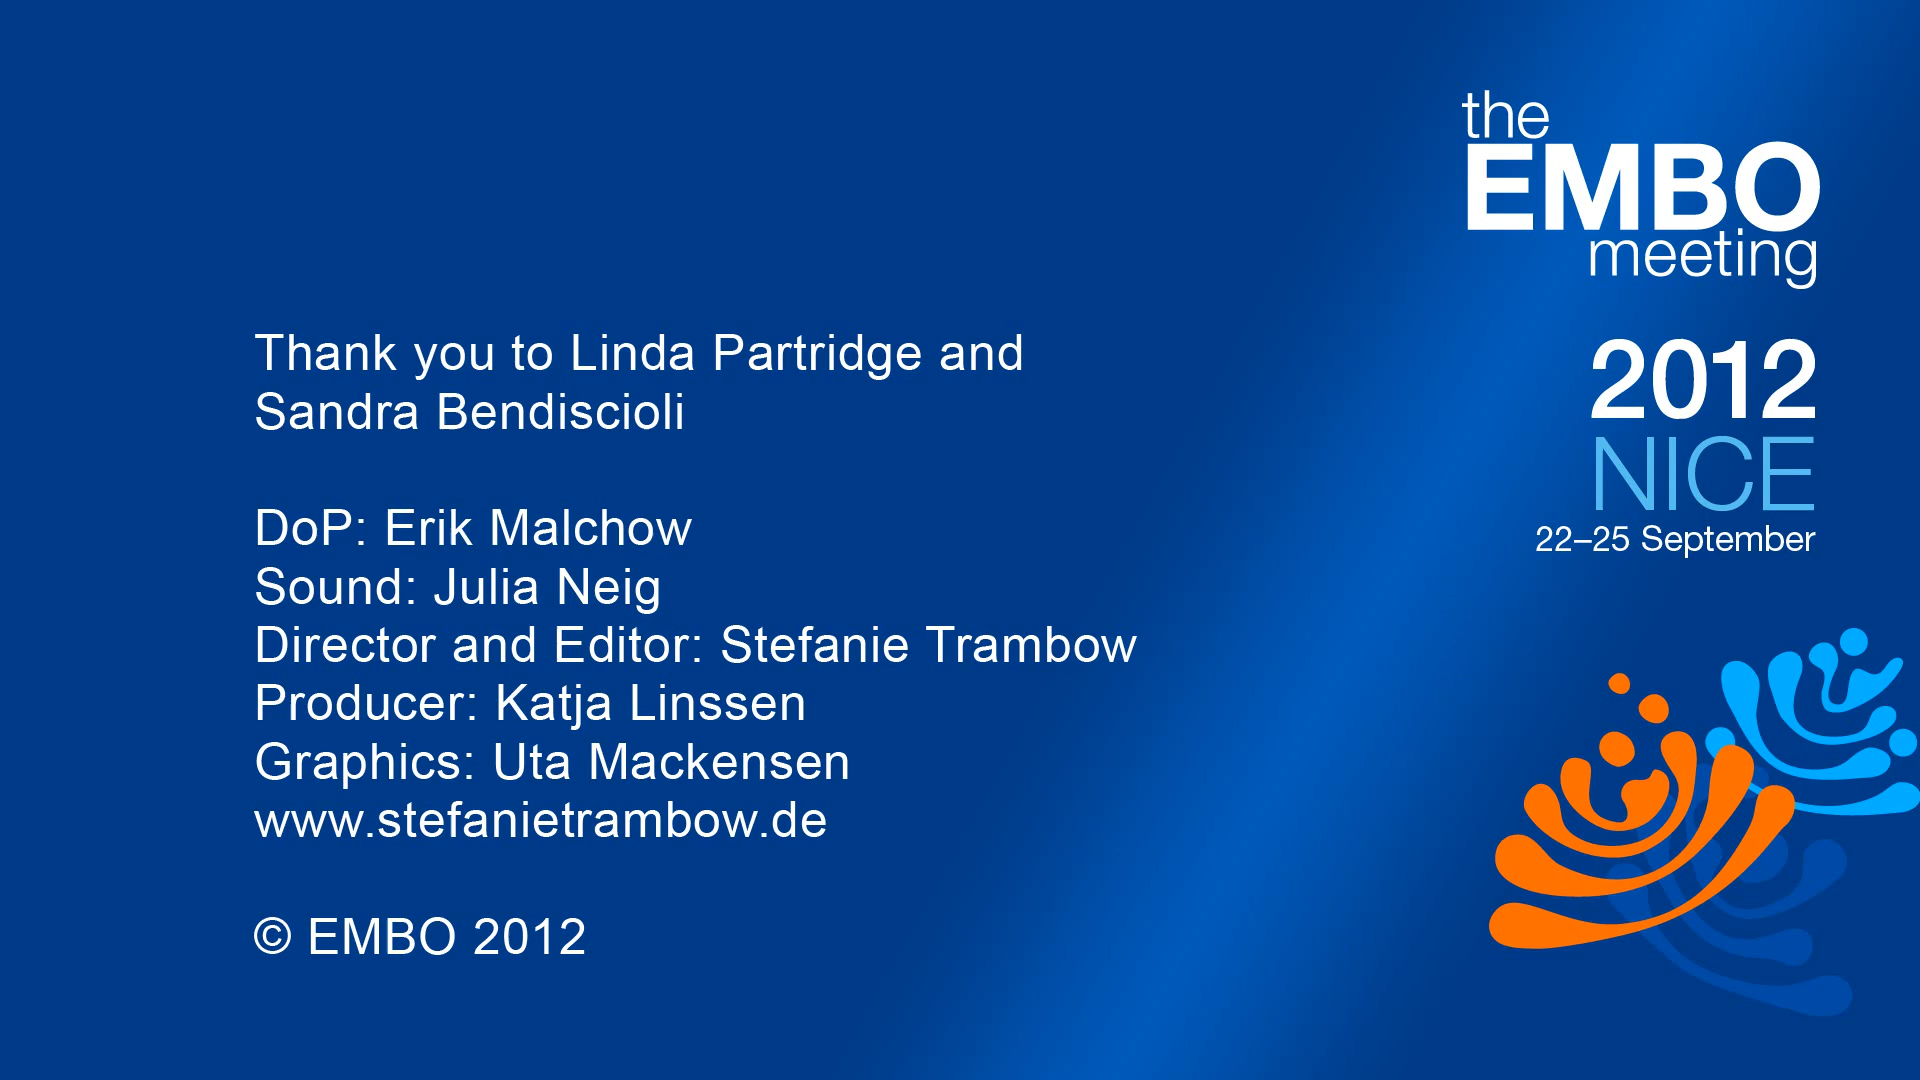 the
EMBO
meeting
2012
NICE
22–25 September
Thank you to Linda Partridge and
Sandra Bendiscioli
DoP: Erik Malchow
Sound: Julia Neig
Director and Editor: Stefanie Trambow
Producer: Katja Linssen
Graphics: Uta Mackensen
www.stefanietrambow.de
© EMBO 2012